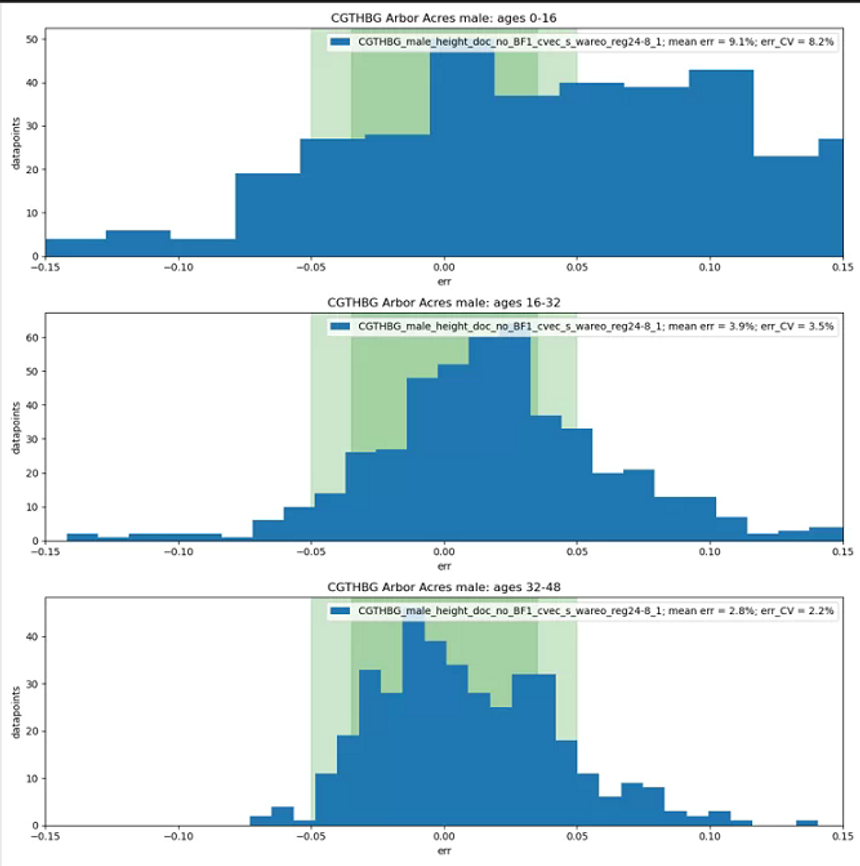 CGTHBG Arbor Acres male: ages 0-16
CGTHBG_male_height_doc_no_BF1_cvec_s_wareo_reg24-8_1; mean err = 9.1%; err_CV = 8.2%
50
40
30
20
10
0
datapoints
−0.15 −0.10 −0.05 0.00 0.05 0.10 0.15
err
CGTHBG Arbor Acres male: ages 16-32
CGTHBG_male_height_doc_no_BF1_cvec_s_wareo_reg24-8_1; mean err = 3.9%; err_CV = 3.5%
60
50
40
30
20
10
0
datapoints
−0.15 −0.10 −0.05 0.00 0.05 0.10 0.15
err
CGTHBG Arbor Acres male: ages 32-48
CGTHBG_male_height_doc_no_BF1_cvec_s_wareo_reg24-8_1; mean err = 2.8%; err_CV = 2.2%
40
30
20
10
0
datapoints
−0.15 −0.10 −0.05 0.00 0.05 0.10 0.15
err